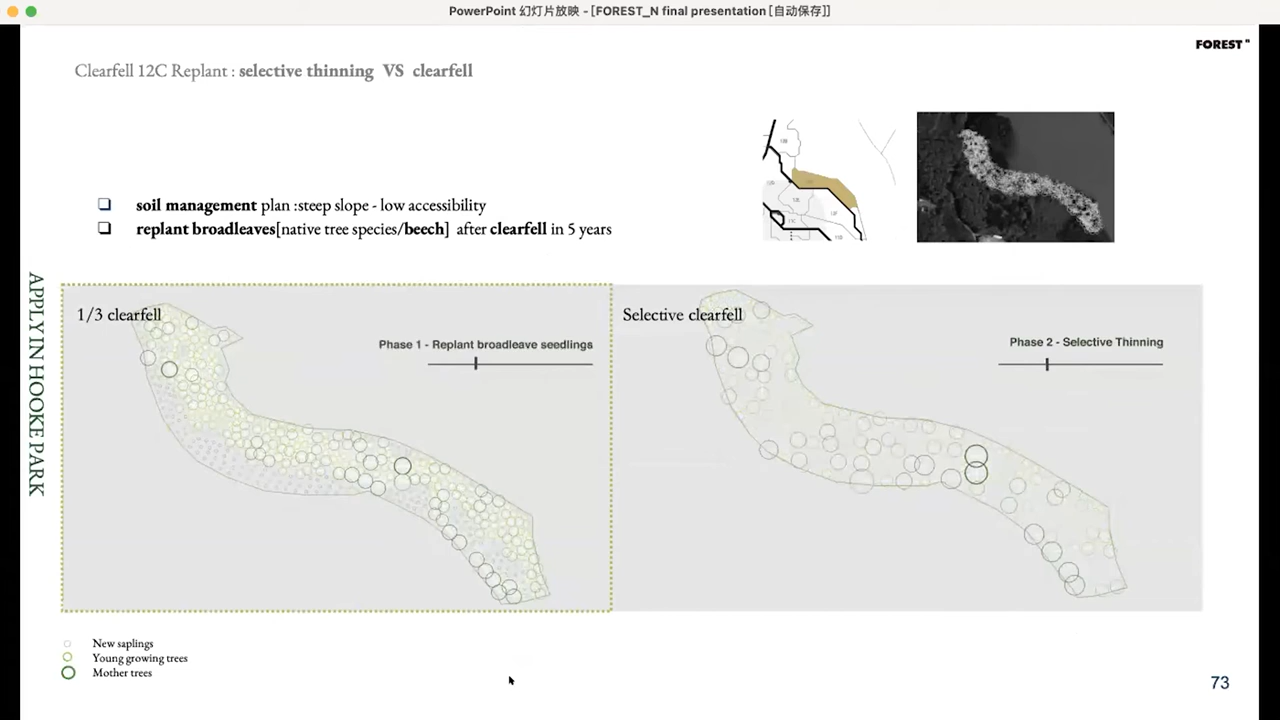 PowerPoint 幻灯片放映 - [FOREST_N final presentation [自动保存]]
FOREST N
Clearfell 12C Replant : selective thinning VS clearfell
soil management plan :steep slope - low accessibility
replant broadleaves[native tree species/beech] after clearfell in 5 years
APPLY IN HOOKE PARK
1/3 clearfell
Phase 1 - Replant broadleave seedlings
Selective clearfell
Phase 2 - Selective Thinning
New saplings
Young growing trees
Mother trees
73